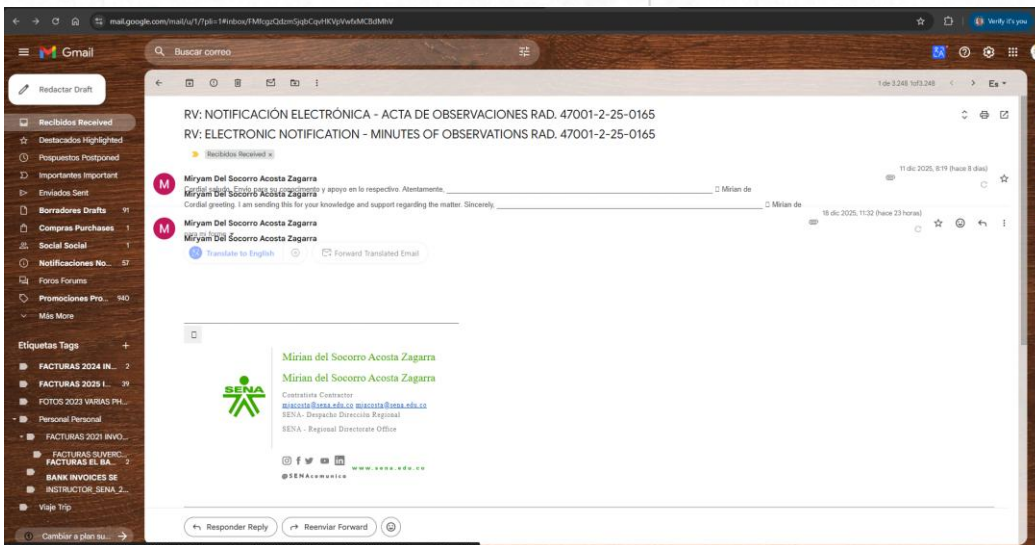 mail.google.com/mail/u/1/?pli=1#inbox/FMfcgzQdzmSjqbCqvHKVpVwfxMCBdMhV
Verify it's you
Gmail
Buscar correo
Redactar Draft
1 de 3.248 1of3.248
Es
Recibidos Received
Destacados Highlighted
Pospuestos Postponed
Importantes Important
Enviados Sent
Borradores Drafts 91
Compras Purchases 1
Social Social 1
Notificaciones No... 57
Foros Forums
Promociones Pro... 940
Más More
Etiquetas Tags +
FACTURAS 2024 IN... 2
FACTURAS 2025 I... 39
FOTOS 2023 VARIAS PH...
Personal Personal
FACTURAS 2021 INVO...
FACTURAS SUVERC...
FACTURAS EL BA... 2
BANK INVOICES SE
INSTRUCTOR_SENA_2...
Viaje Trip
Cambiar a plan su...
RV: NOTIFICACIÓN ELECTRÓNICA - ACTA DE OBSERVACIONES RAD. 47001-2-25-0165
RV: ELECTRONIC NOTIFICATION - MINUTES OF OBSERVATIONS RAD. 47001-2-25-0165
Recibidos Received x
M
Miryam Del Socorro Acosta Zagarra
11 dic 2025, 8:19 (hace 8 días)
Cordial saludo, Envío para su conocimiento y apoyo en lo respectivo. Atentamente, Mirian de
Miryam Del Socorro Acosta Zagarra
Cordial greeting. I am sending this for your knowledge and support regarding the matter. Sincerely, Mirian de
M
Miryam Del Socorro Acosta Zagarra
18 dic 2025, 11:32 (hace 23 horas)
para mí
Miryam Del Socorro Acosta Zagarra
Translate to English
Forward Translated Email
SENA
Mirian del Socorro Acosta Zagarra
Mirian del Socorro Acosta Zagarra
Contratista Contractor
miacosta@sena.edu.co miacosta@sena.edu.co
SENA- Despacho Dirección Regional
SENA - Regional Directorate Office
www.sena.edu.co
@SENAcomunica
Responder Reply
Reenviar Forward